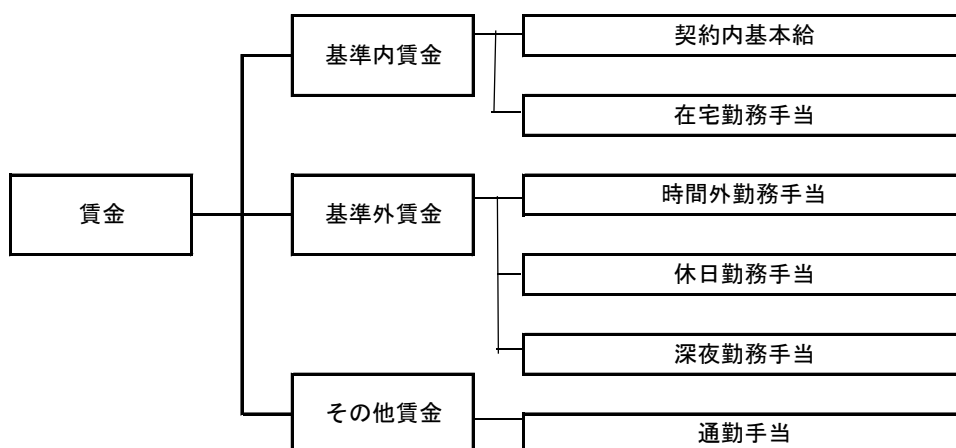 賃金
基準内賃金
契約内基本給
在宅勤務手当
基準外賃金
時間外勤務手当
休日勤務手当
深夜勤務手当
その他賃金
通勤手当